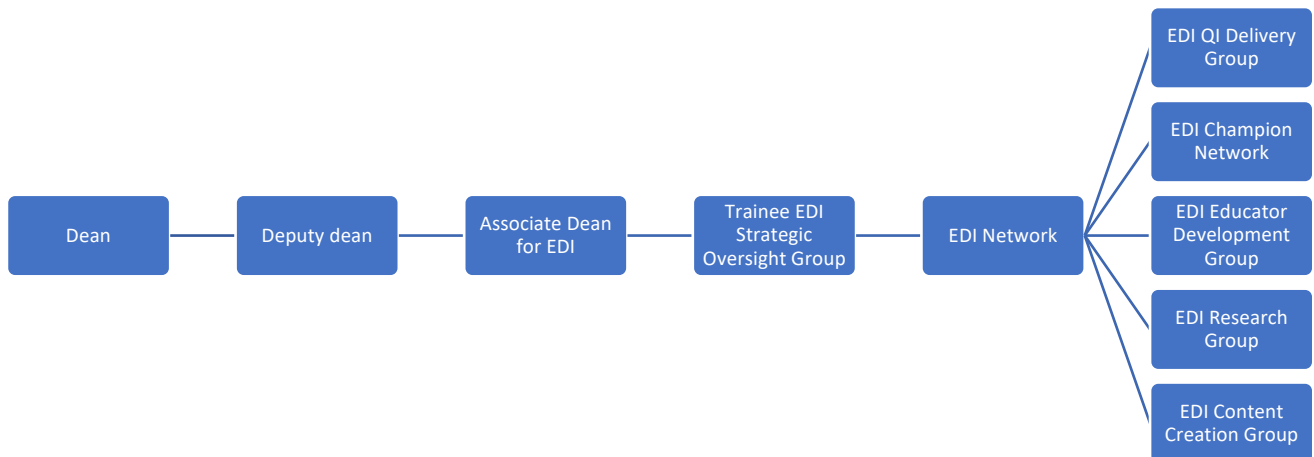 Dean
Deputy dean
Associate Dean
for EDI
Trainee EDI
Strategic
Oversight Group
EDI Network
EDI QI Delivery
Group
EDI Champion
Network
EDI Educator
Development
Group
EDI Research
Group
EDI Content
Creation Group